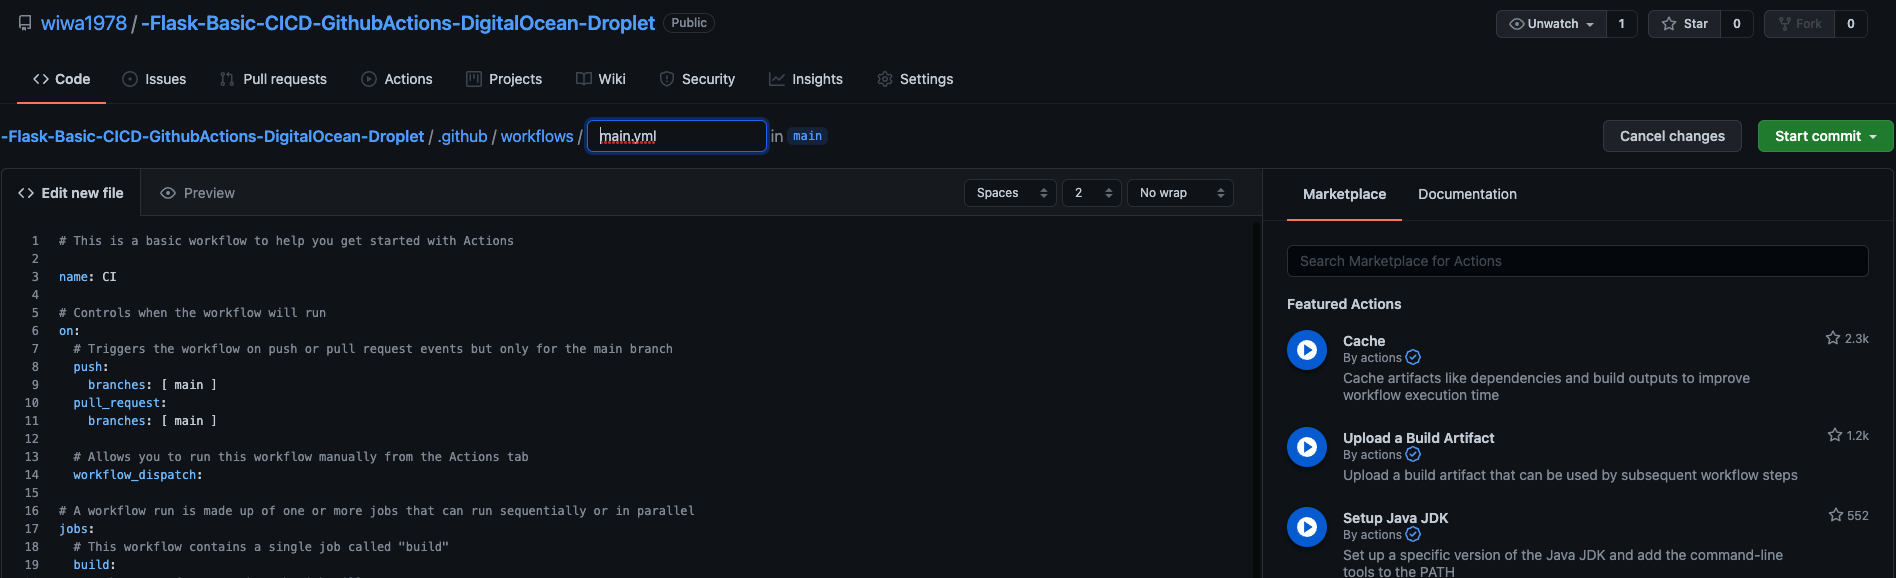 wiwa1978 / -Flask-Basic-CICD-GithubActions-DigitalOcean-Droplet Public
Unwatch 1 Star 0 Fork 0
Code Issues Pull requests Actions Projects Wiki Security Insights Settings
-Flask-Basic-CICD-GithubActions-DigitalOcean-Droplet / .github / workflows / main.yml in main
Cancel changes Start commit
Edit new file Preview
Spaces 2 No wrap
1 # This is a basic workflow to help you get started with Actions
2
3 name: CI
4
5 # Controls when the workflow will run
6 on:
7 # Triggers the workflow on push or pull request events but only for the main branch
8 push:
9 branches: [ main ]
10 pull_request:
11 branches: [ main ]
12
13 # Allows you to run this workflow manually from the Actions tab
14 workflow_dispatch:
15
16 # A workflow run is made up of one or more jobs that can run sequentially or in parallel
17 jobs:
18 # This workflow contains a single job called "build"
19 build:
Marketplace Documentation
Search Marketplace for Actions
Featured Actions
Cache 2.3k
By actions
Cache artifacts like dependencies and build outputs to improve
workflow execution time
Upload a Build Artifact 1.2k
By actions
Upload a build artifact that can be used by subsequent workflow steps
Setup Java JDK 552
By actions
Set up a specific version of the Java JDK and add the command-line
tools to the PATH